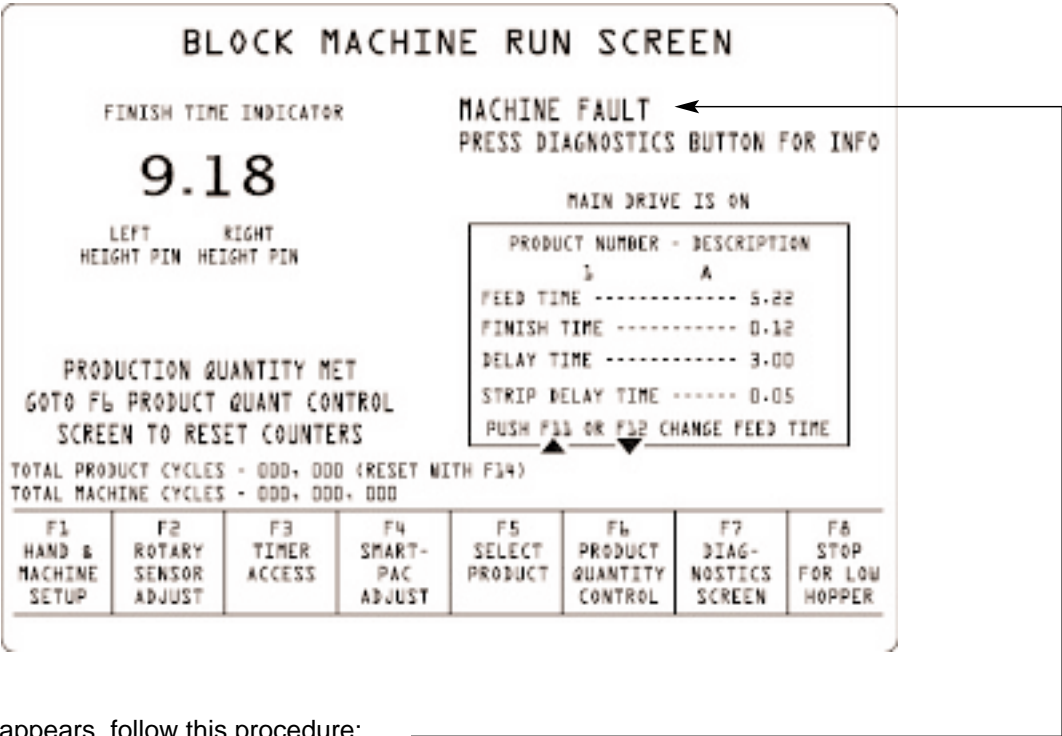 BLOCK MACHINE RUN SCREEN
FINISH TIME INDICATOR
9.18
LEFT RIGHT
HEIGHT PIN HEIGHT PIN
MACHINE FAULT
PRESS DIAGNOSTICS BUTTON FOR INFO
MAIN DRIVE IS ON
PRODUCT NUMBER - DESCRIPTION
1 A
FEED TIME ------------- 5.22
FINISH TIME ----------- 0.12
DELAY TIME ------------ 3.00
STRIP DELAY TIME ------ 0.05
PUSH F11 OR F12 CHANGE FEED TIME
PRODUCTION QUANTITY MET
GOTO F6 PRODUCT QUANT CONTROL
SCREEN TO RESET COUNTERS
TOTAL PRODUCT CYCLES - 000, 000 (RESET WITH F14)
TOTAL MACHINE CYCLES - 000, 000, 000
F1
HAND &
MACHINE
SETUP
F2
ROTARY
SENSOR
ADJUST
F3
TIMER
ACCESS
F4
SMART-
PAC
ADJUST
F5
SELECT
PRODUCT
F6
PRODUCT
QUANTITY
CONTROL
F7
DIAG-
NOSTICS
SCREEN
F8
STOP
FOR LOW
HOPPER
appears, follow this procedure: